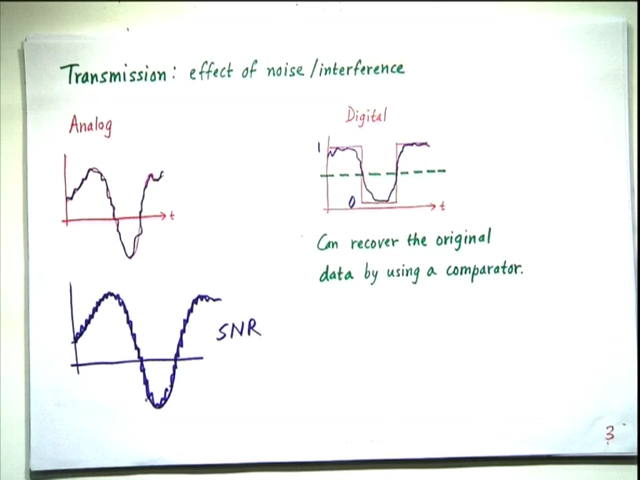 Transmission: effect of noise/interference
Analog
Digital
1
0
t
t
Can recover the original
data by using a comparator.
SNR
3